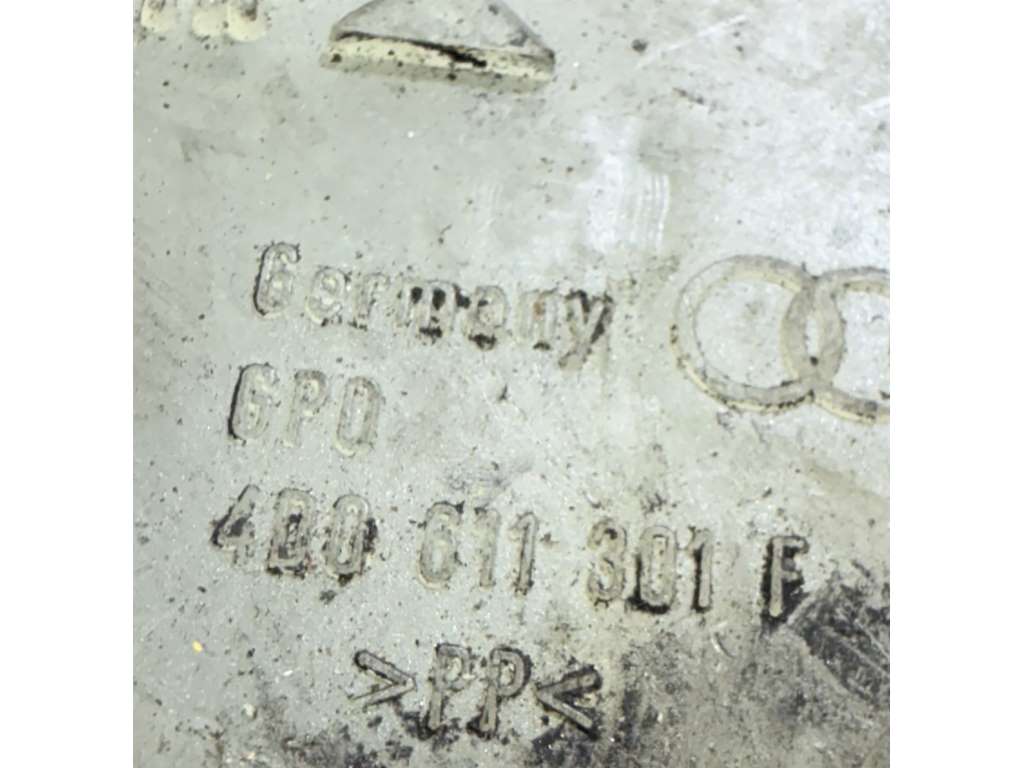 Germany
GPO
4D0 611 301 F
>PP<